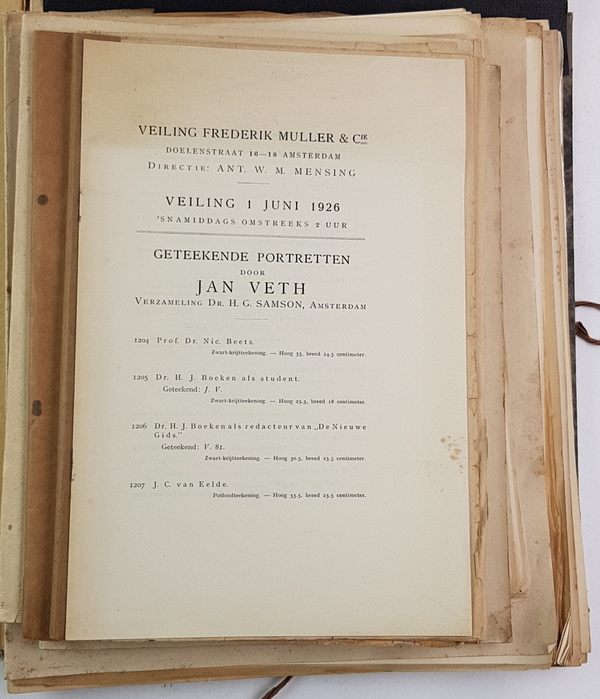 VEILING FREDERIK MULLER & CIE
DOELENSTRAAT 16—18 AMSTERDAM
DIRECTIE: ANT. W. M. MENSING
VEILING 1 JUNI 1926
'SNAMIDDAGS OMSTREEKS 2 UUR
GETEEKENDE PORTRETTEN
DOOR
JAN VETH
VERZAMELING DR. H. G. SAMSON, AMSTERDAM
1204 Prof. Dr. Nic. Beets.
Zwart-krijtteekening. — Hoog 33, breed 24.5 centimeter.
1205 Dr. H. J. Boeken als student.
Geteekend: J. V.
Zwart-krijtteekening. — Hoog 25.5, breed 18 centimeter.
1206 Dr. H. J. Boeken als redacteur van „De Nieuwe
Gids."
Geteekend: V. 81.
Zwart-krijtteekening. — Hoog 30.5, breed 23.5 centimeter.
1207 J. C. van Eelde.
Potloodteekening. — Hoog 33.5, breed 25.5 centimeter.